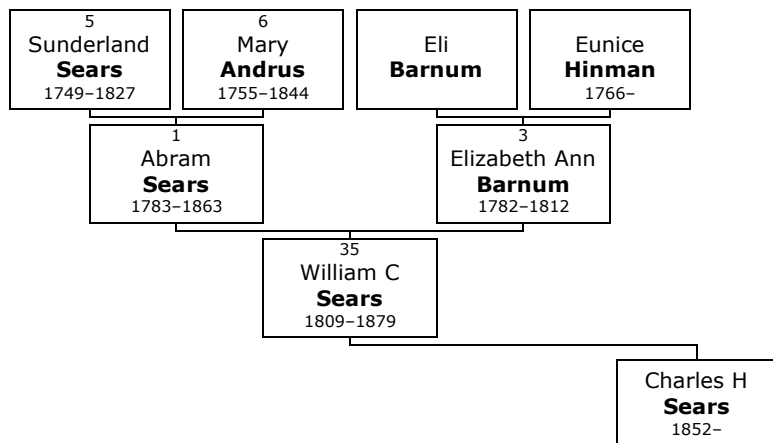 5
Sunderland
Sears
1749–1827
6
Mary
Andrus
1755–1844
Eli
Barnum
Eunice
Hinman
1766–
1
Abram
Sears
1783–1863
3
Elizabeth Ann
Barnum
1782–1812
35
William C
Sears
1809–1879
Charles H
Sears
1852–